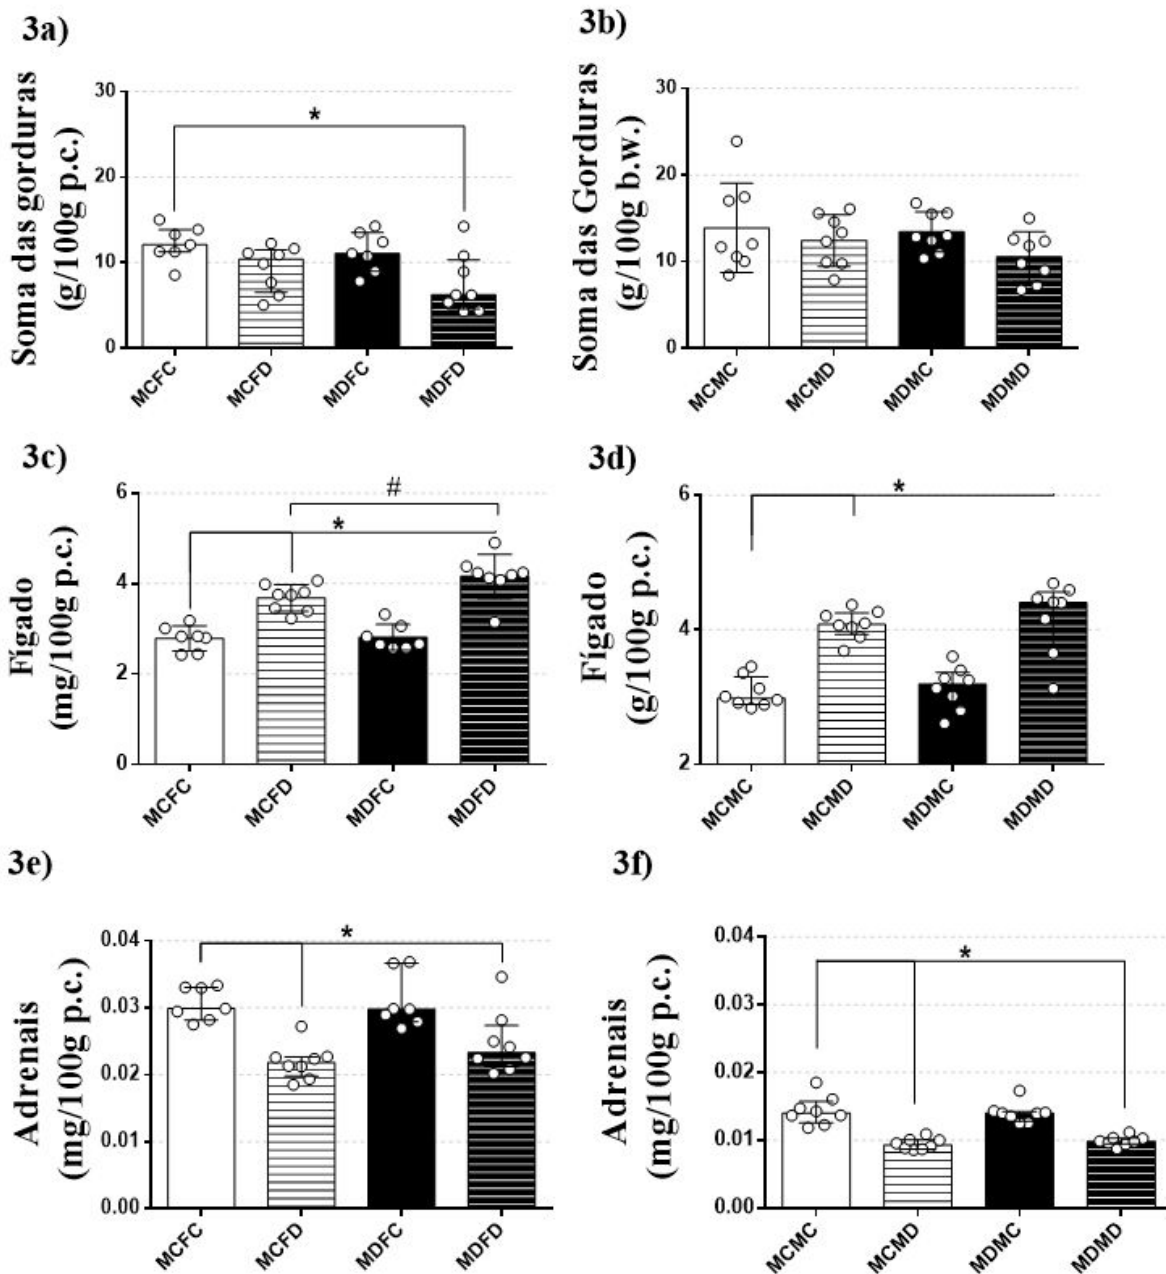 3a)
Soma das gorduras
(g/100g p.c.)
30
20
10
0
*
MCFC
MCFD
MDFC
MDFD
3b)
Soma das Gorduras
(g/100g b.w.)
30
20
10
0
MCMC
MCMD
MDMC
MDMD
3c)
Fígado
(mg/100g p.c.)
6
4
2
0
#
*
MCFC
MCFD
MDFC
MDFD
3d)
Fígado
(g/100g p.c.)
6
4
2
*
MCMC
MCMD
MDMC
MDMD
3e)
Adrenais
(mg/100g p.c.)
0.04
0.03
0.02
0.01
0.00
*
MCFC
MCFD
MDFC
MDFD
3f)
Adrenais
(mg/100g p.c.)
0.04
0.03
0.02
0.01
0.00
*
MCMC
MCMD
MDMC
MDMD